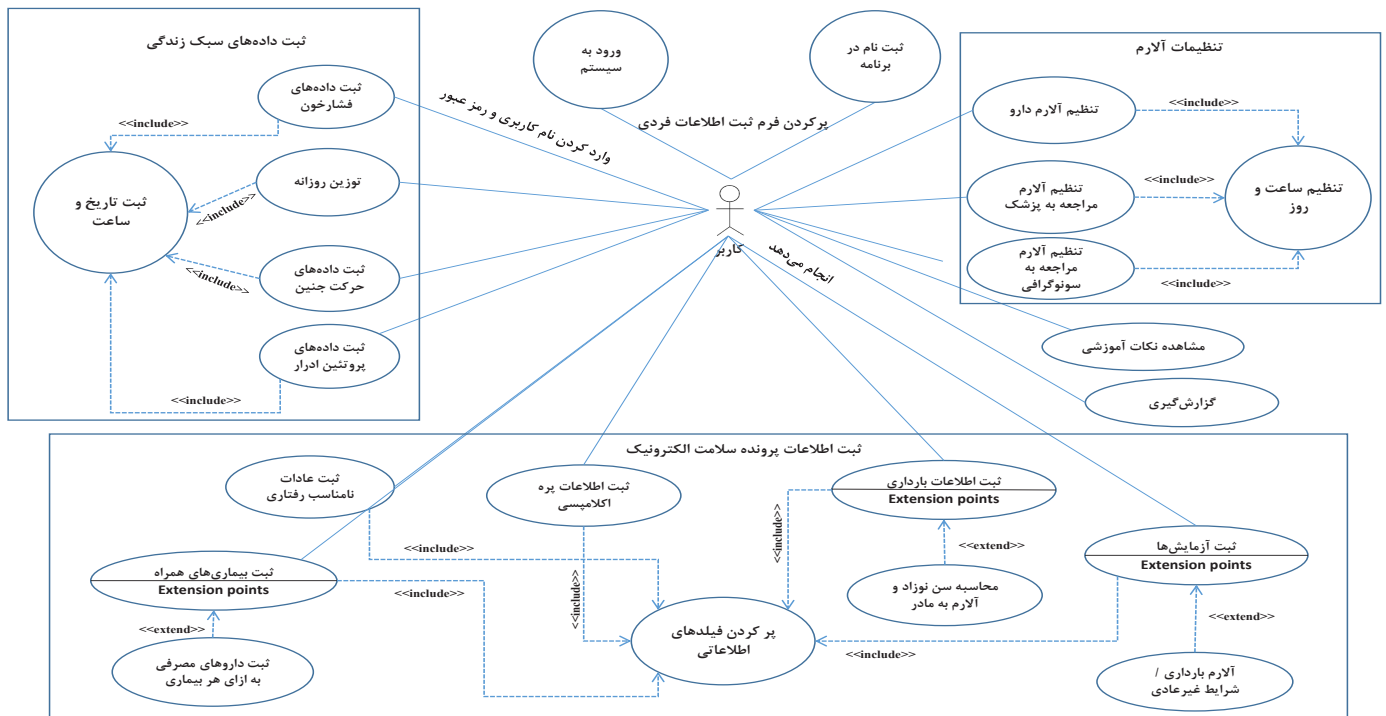 ثبت داده‌های سبک زندگی
ثبت داده‌های
فشارخون
<<include>>
توزین روزانه
<<include>>
ثبت تاریخ و
ساعت
ثبت داده‌های
حرکت جنین
<<include>>
ثبت داده‌های
پروتئین ادرار
<<include>>
ورود به
سیستم
ثبت نام در
برنامه
پرکردن فرم ثبت اطلاعات فردی
وارد کردن نام کاربری و رمز عبور
کاربر
انجام می‌دهد
تنظیمات آلارم
تنظیم آلارم دارو
<<include>>
تنظیم آلارم
مراجعه به پزشک
<<include>>
تنظیم ساعت و
روز
تنظیم آلارم
مراجعه به
سونوگرافی
<<include>>
مشاهده نکات آموزشی
گزارش‌گیری
ثبت اطلاعات پرونده سلامت الکترونیک
ثبت عادات
نامناسب رفتاری
<<include>>
ثبت اطلاعات پره
اکلامپسی
<<include>>
ثبت اطلاعات بارداری
Extension points
<<include>>
<<extend>>
محاسبه سن نوزاد و
آلارم به مادر
ثبت آزمایش‌ها
Extension points
<<include>>
<<extend>>
آلارم بارداری /
شرایط غیرعادی
ثبت بیماری‌های همراه
Extension points
<<include>>
<<extend>>
ثبت داروهای مصرفی
به ازای هر بیماری
پر کردن فیلدهای
اطلاعاتی